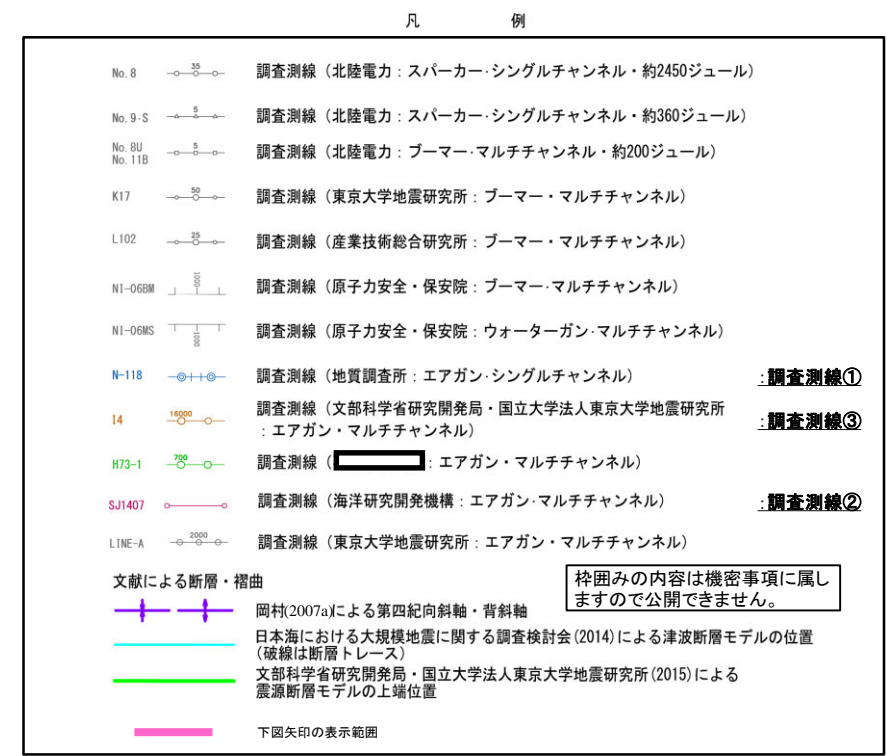 凡 例
No.8 35 調査測線（北陸電力：スパーカー・シングルチャンネル・約2450ジュール）
No.9-S 5 調査測線（北陸電力：スパーカー・シングルチャンネル・約360ジュール）
No.8U
No.11B 5 調査測線（北陸電力：ブーマー・マルチチャンネル・約200ジュール）
K17 50 調査測線（東京大学地震研究所：ブーマー・マルチチャンネル）
L102 25 調査測線（産業技術総合研究所：ブーマー・マルチチャンネル）
NI-06BM 1000 調査測線（原子力安全・保安院：ブーマー・マルチチャンネル）
NI-06MS 1000 調査測線（原子力安全・保安院：ウォーターガン・マルチチャンネル）
N-118 調査測線（地質調査所：エアガン・シングルチャンネル） :調査測線①
I4 16000 調査測線（文部科学省研究開発局・国立大学法人東京大学地震研究所
：エアガン・マルチチャンネル） :調査測線③
H73-1 700 調査測線（ ：エアガン・マルチチャンネル）
SJ1407 調査測線（海洋研究開発機構：エアガン・マルチチャンネル） :調査測線②
LINE-A 2000 調査測線（東京大学地震研究所：エアガン・マルチチャンネル）
枠囲みの内容は機密事項に属し
ますので公開できません。
文献による断層・褶曲
岡村(2007a)による第四紀向斜軸・背斜軸
日本海における大規模地震に関する調査検討会(2014)による津波断層モデルの位置
(破線は断層トレース)
文部科学省研究開発局・国立大学法人東京大学地震研究所(2015)による
震源断層モデルの上端位置
下図矢印の表示範囲